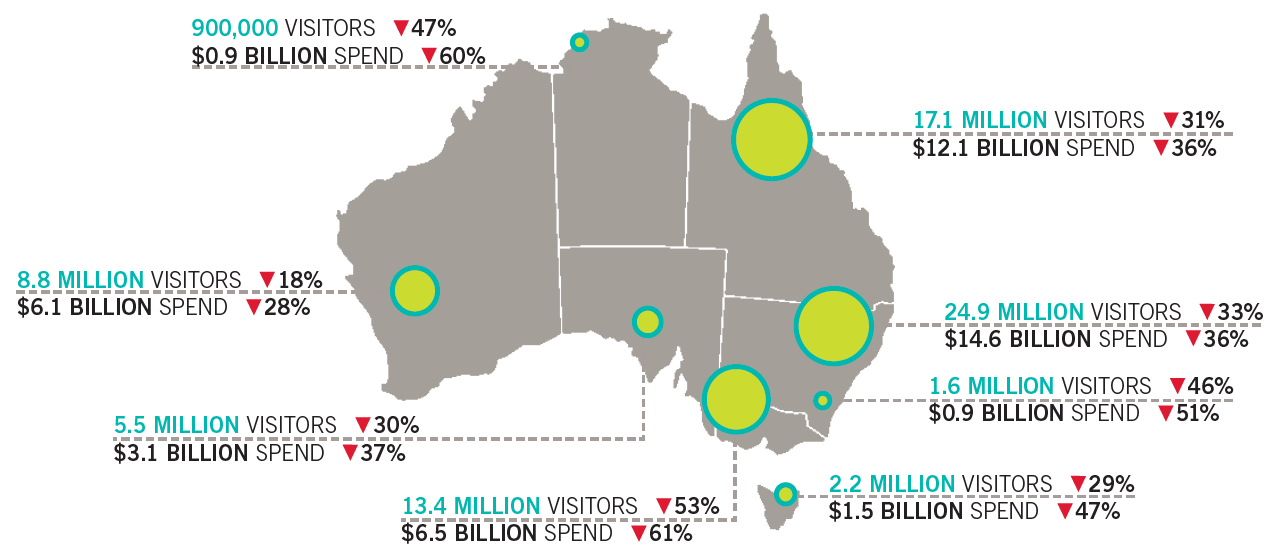 900,000 VISITORS ▼47%
$0.9 BILLION SPEND ▼60%
17.1 MILLION VISITORS ▼31%
$12.1 BILLION SPEND ▼36%
8.8 MILLION VISITORS ▼18%
$6.1 BILLION SPEND ▼28%
24.9 MILLION VISITORS ▼33%
$14.6 BILLION SPEND ▼36%
1.6 MILLION VISITORS ▼46%
$0.9 BILLION SPEND ▼51%
5.5 MILLION VISITORS ▼30%
$3.1 BILLION SPEND ▼37%
2.2 MILLION VISITORS ▼29%
$1.5 BILLION SPEND ▼47%
13.4 MILLION VISITORS ▼53%
$6.5 BILLION SPEND ▼61%